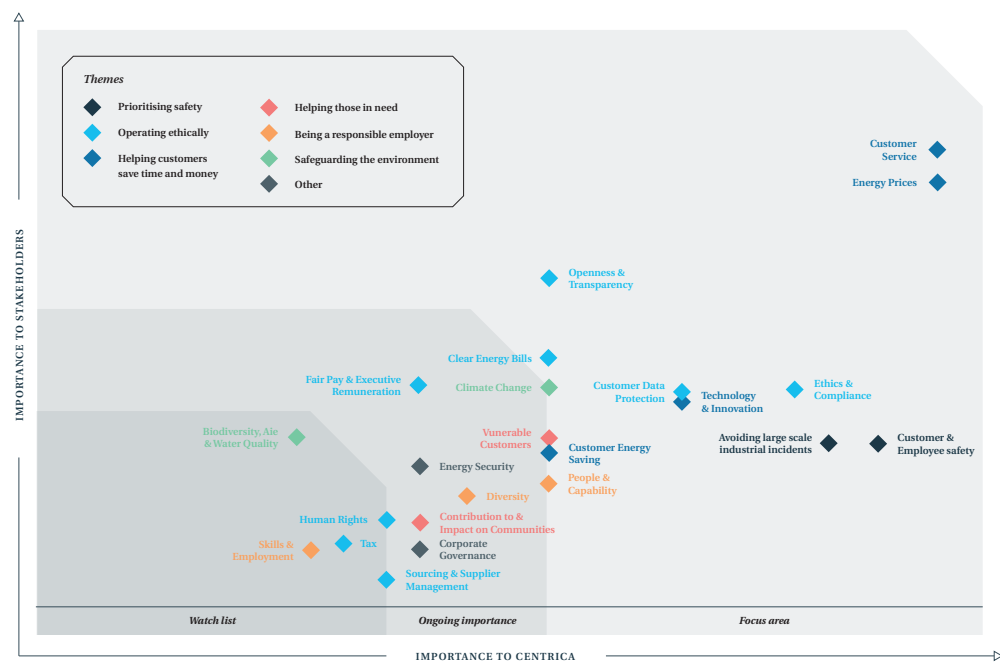 Themes
Prioritising safety
Operating ethically
Helping customers
save time and money
Helping those in need
Being a responsible employer
Safeguarding the environment
Other
IMPORTANCE TO STAKEHOLDERS
Customer
Service
Energy Prices
Openness &
Transparency
Clear Energy Bills
Fair Pay & Executive
Remuneration
Climate Change
Customer Data
Protection
Technology
& Innovation
Ethics &
Compliance
Biodiversity, Aie
& Water Quality
Vunerable
Customers
Customer Energy
Saving
Avoiding large scale
industrial incidents
Customer &
Employee safety
Energy Security
People &
Capability
Diversity
Human Rights
Contribution to &
Impact on Communities
Skills &
Employment
Tax
Corporate
Governance
Sourcing & Supplier
Management
Watch list
Ongoing importance
Focus area
IMPORTANCE TO CENTRICA